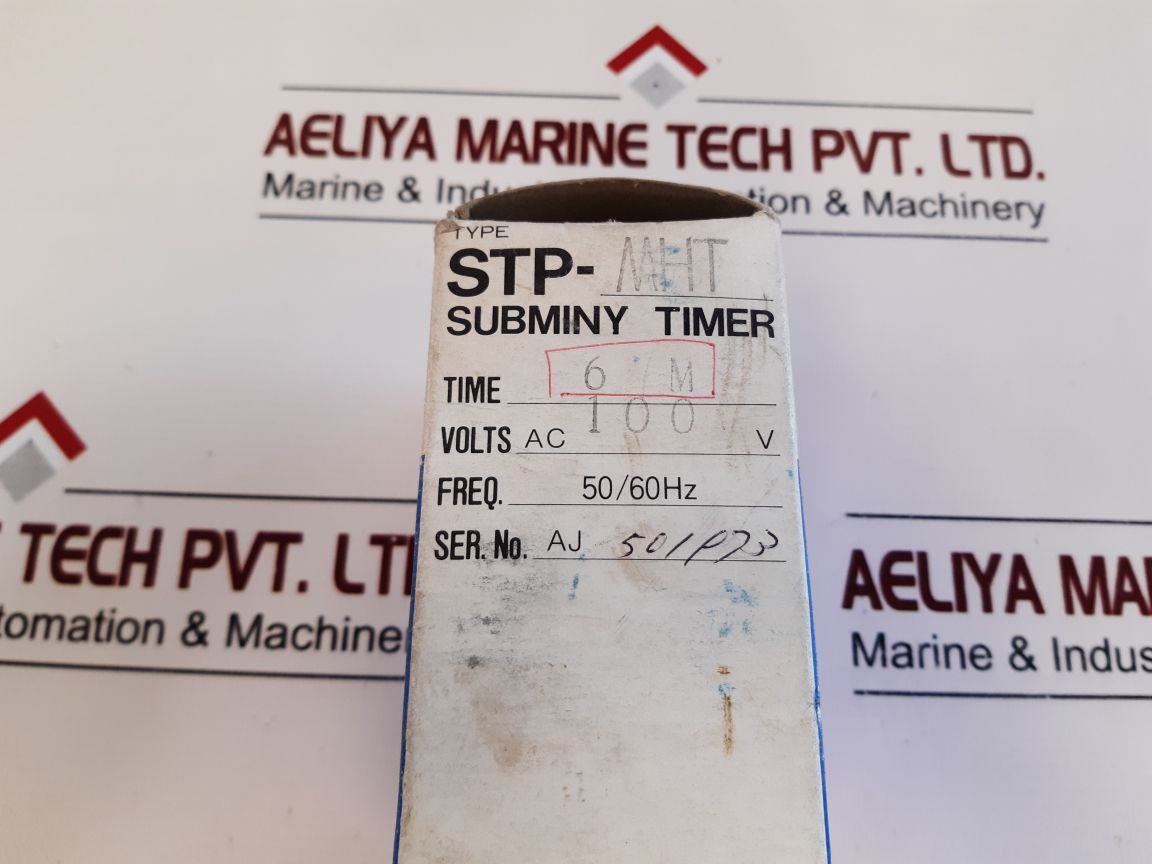 AELIYA MARINE TECH PVT. LTD.
Marine & Indu tion & Machinery
TYPE
STP-MHT
SUBMINY TIMER
TIME 6 M
VOLTS AC 100 V
FREQ. 50/60Hz
SER. No. AJ
TECH PVT. LT
tomation & Machine
AELIYA MA
Marine & Indus